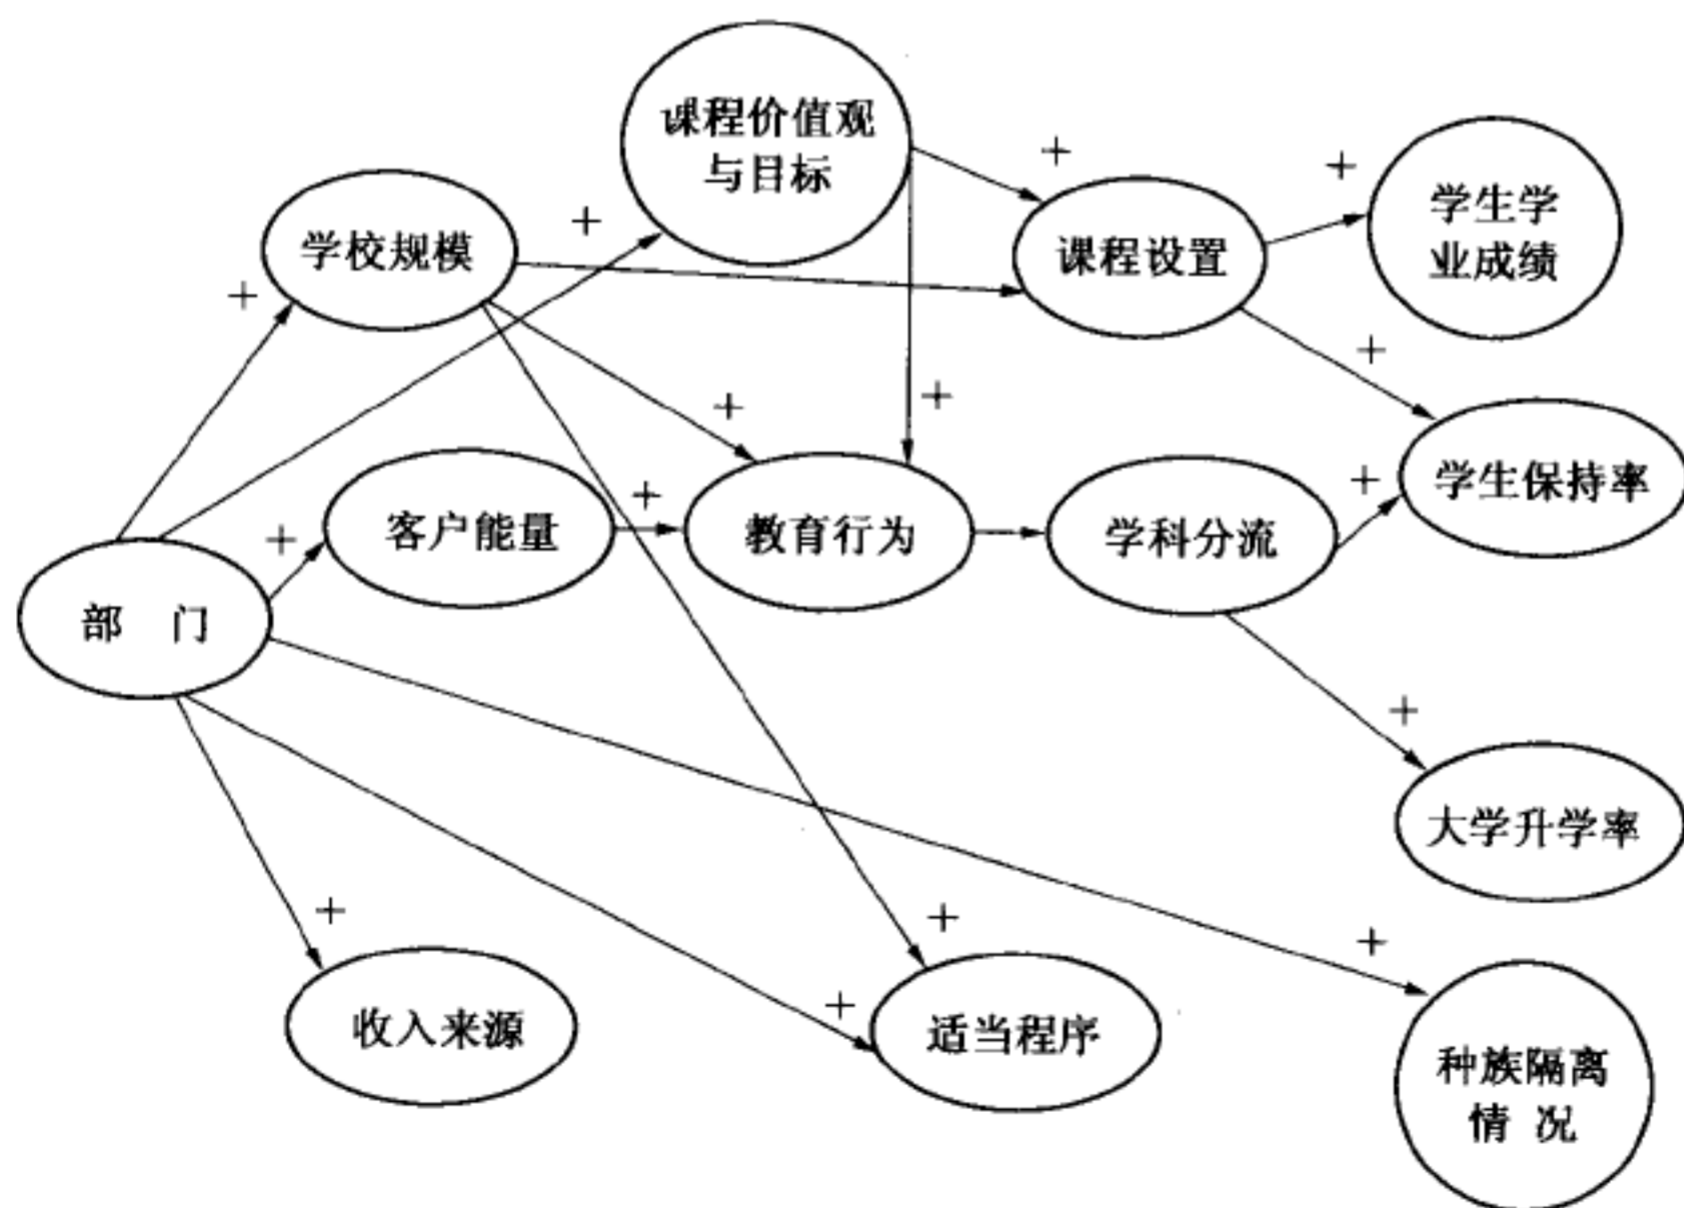 课程价值观
与目标
+
+
学生学
业成绩
学校规模
+
课程设置
+
+
+
+
+
学生保持率
客户能量
+
教育行为
学科分流
+
+
部 门
+
大学升学率
+
收入来源
+
+
适当程序
+
种族隔离
情 况